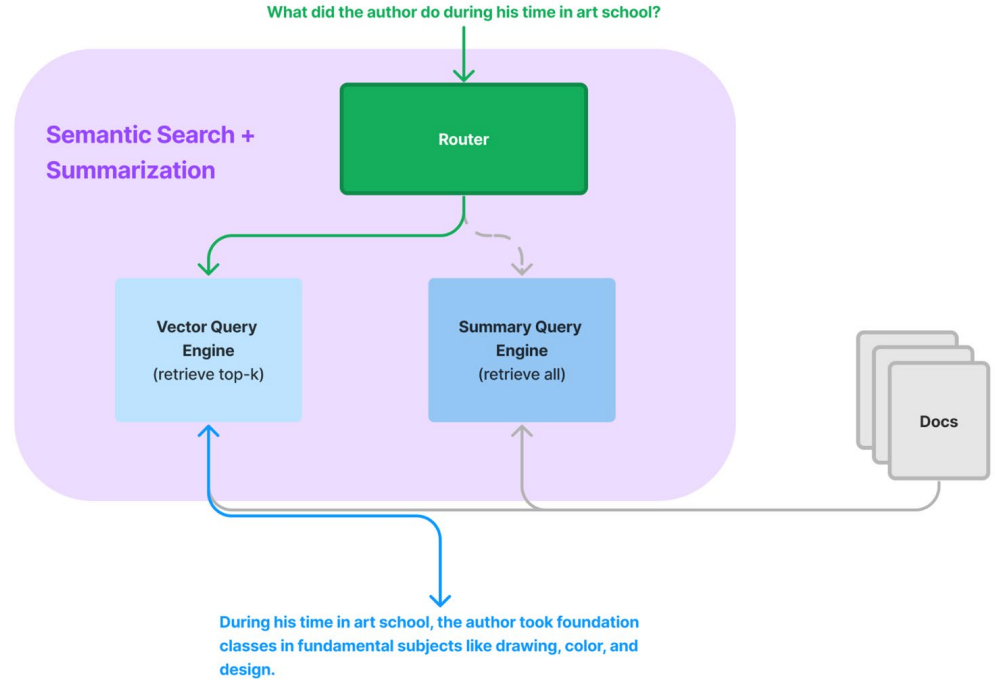 What did the author do during his time in art school?
Semantic Search +
Summarization
Router
Vector Query
Engine
(retrieve top-k)
Summary Query
Engine
(retrieve all)
Docs
During his time in art school, the author took foundation
classes in fundamental subjects like drawing, color, and
design.